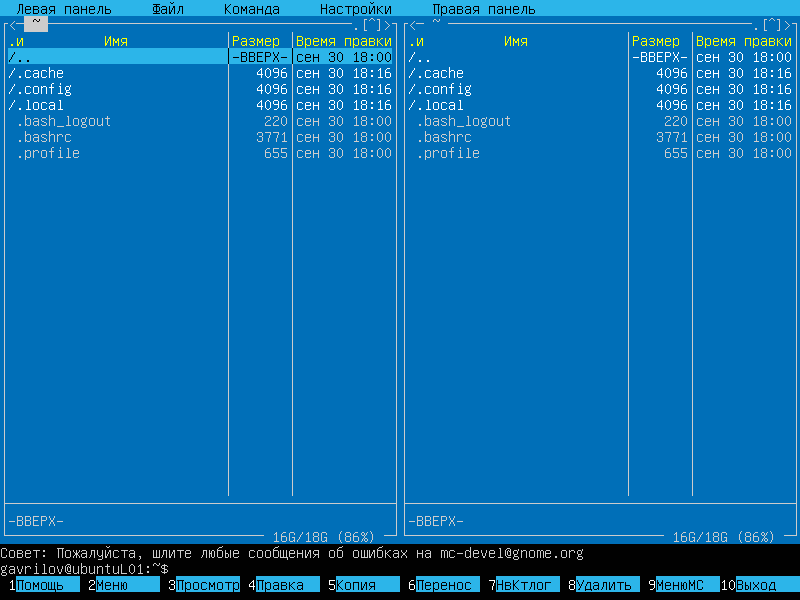 Левая панель Файл Команда Настройки Правая панель
<─ ~ .[^]> <─ ~ .[^]>
.и Имя Размер Время правки .и Имя Размер Время правки
/.. -ВВЕРХ- сен 30 18:00 /.. -ВВЕРХ- сен 30 18:00
/.cache 4096 сен 30 18:16 /.cache 4096 сен 30 18:16
/.config 4096 сен 30 18:16 /.config 4096 сен 30 18:16
/.local 4096 сен 30 18:16 /.local 4096 сен 30 18:16
.bash_logout 220 сен 30 18:00 .bash_logout 220 сен 30 18:00
.bashrc 3771 сен 30 18:00 .bashrc 3771 сен 30 18:00
.profile 655 сен 30 18:00 .profile 655 сен 30 18:00
-ВВЕРХ- -ВВЕРХ-
16G/18G (86%) 16G/18G (86%)
Совет: Пожалуйста, шлите любые сообщения об ошибках на mc-devel@gnome.org
gavrilov@ubuntuL01:~$
1Помощь 2Меню 3Просмотр 4Правка 5Копия 6Перенос 7НвКтлог 8Удалить 9МенюMC 10Выход